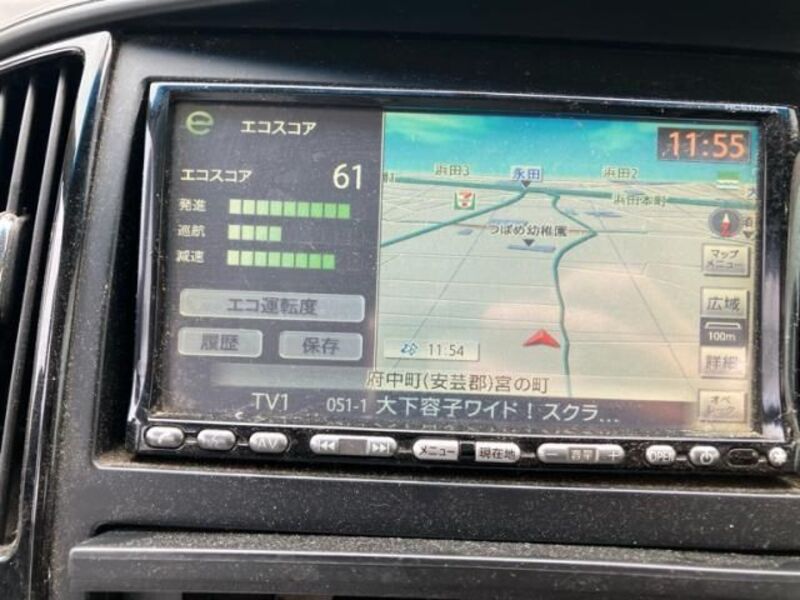 エコスコア
11:55
エコスコア 61
発進
巡航
減速
エコ運転度
履歴
保存
浜田3
永田
浜田2
浜田本町
つばめ幼稚園
マップ
メニュー
広域
100m
詳細
11:54
府中町(安芸郡)宮の町
TV1
051-1 大下容子ワイド！スクラ...
AV
メニュー
現在地
音声
OPEN